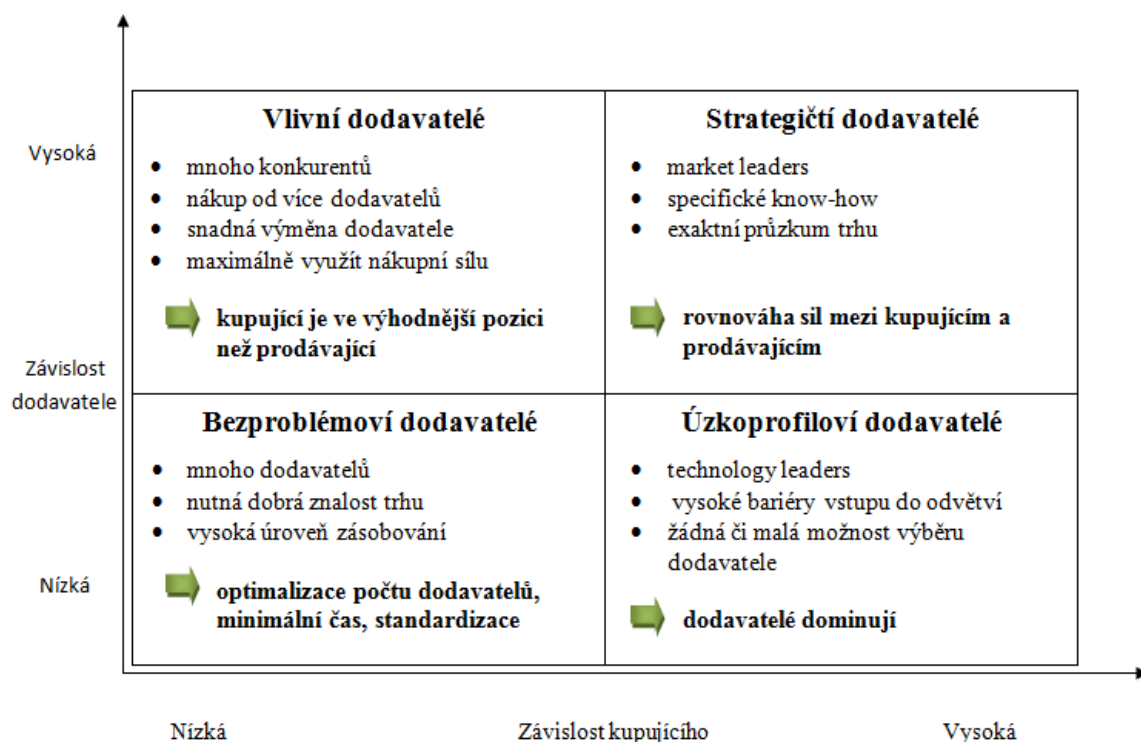 Vysoká
Vlivní dodavatelé
• mnoho konkurentů
• nákup od více dodavatelů
• snadná výměna dodavatele
• maximálně využít nákupní sílu
kupující je ve výhodnější pozici
než prodávající
Strategičtí dodavatelé
• market leaders
• specifické know-how
• exaktní průzkum trhu
rovnováha sil mezi kupujícím a
prodávajícím
Závislost
dodavatele
Bezproblémoví dodavatelé
• mnoho dodavatelů
• nutná dobrá znalost trhu
• vysoká úroveň zásobování
optimalizace počtu dodavatelů,
minimální čas, standardizace
Úzkoprofiloví dodavatelé
• technology leaders
• vysoké bariéry vstupu do odvětví
• žádná či malá možnost výběru
dodavatele
dodavatelé dominují
Nízká
Nízká
Závislost kupujícího
Vysoká